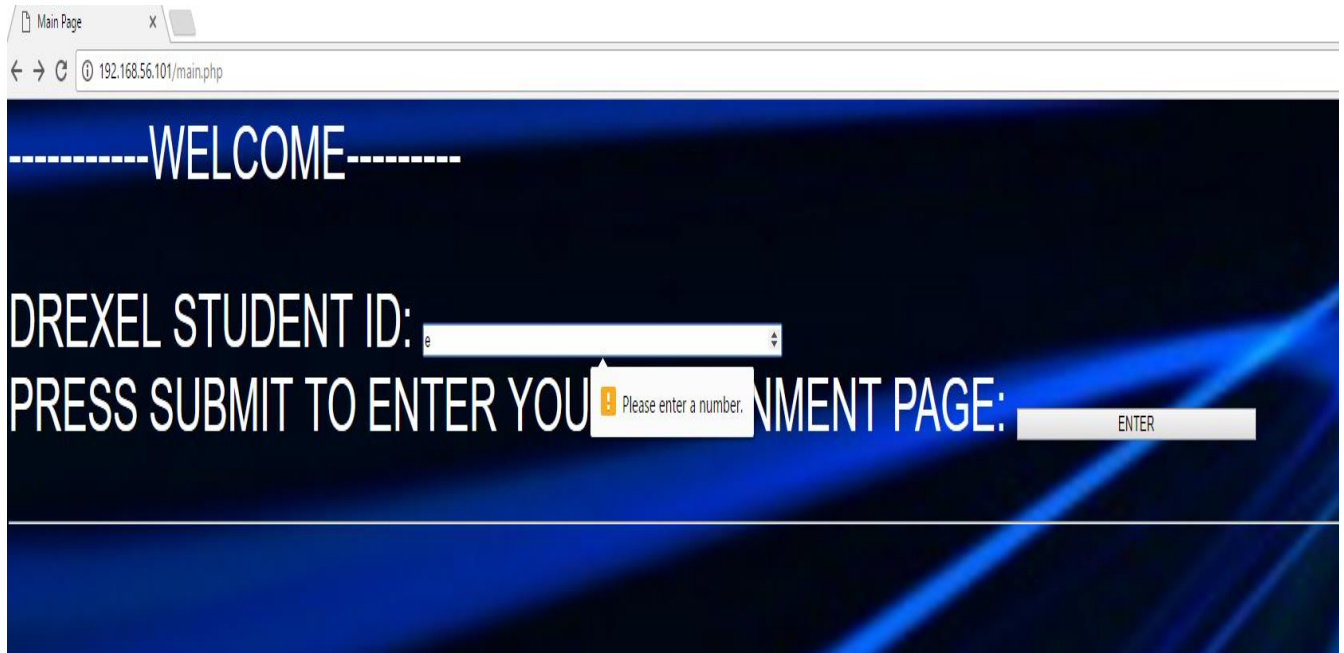 Main Page
192.168.56.101/main.php
-----------WELCOME---------
DREXEL STUDENT ID: e
PRESS SUBMIT TO ENTER YOU NMENT PAGE: ENTER
Please enter a number.